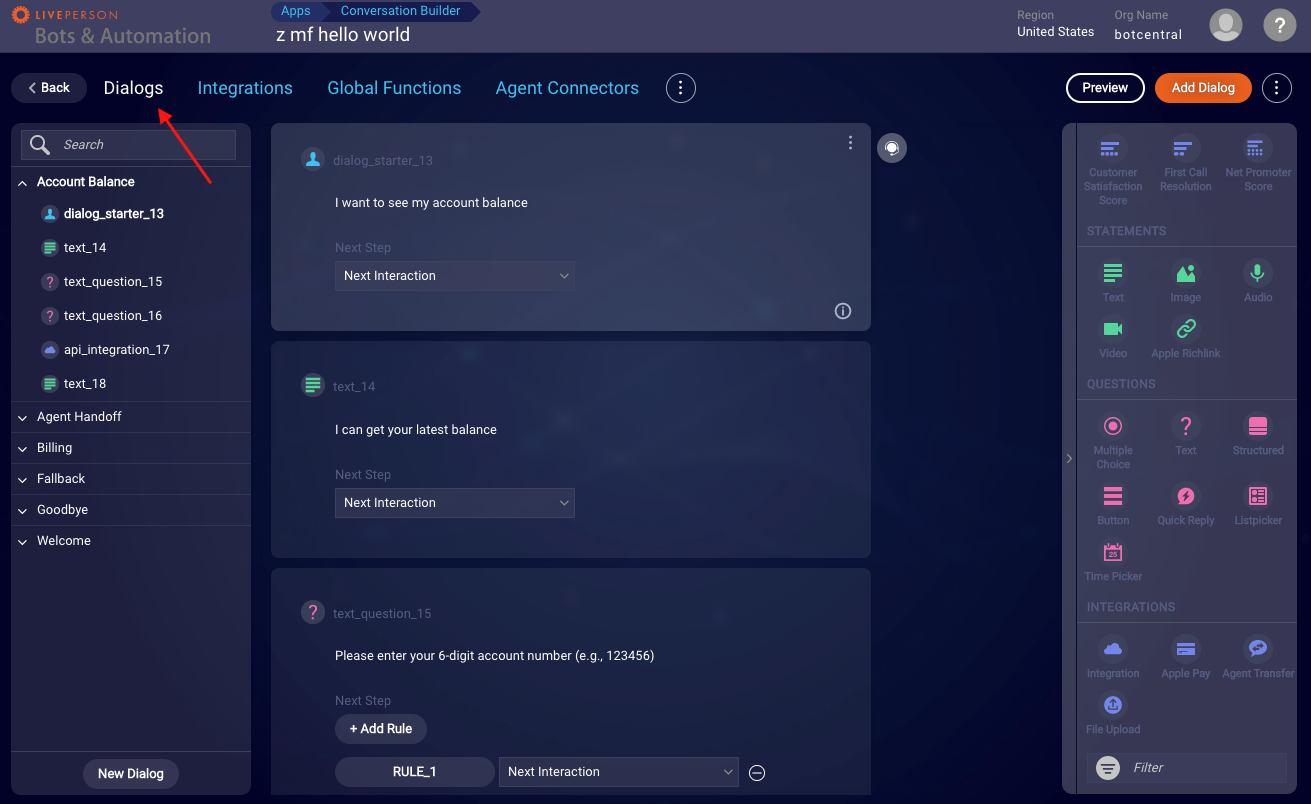 LIVEPERSON
Bots & Automation
Apps
Conversation Builder
z mf hello world
Region
United States
Org Name
botcentral
?
Back
Dialogs
Integrations
Global Functions
Agent Connectors
Preview
Add Dialog
Search
Account Balance
dialog_starter_13
text_14
? text_question_15
? text_question_16
api_integration_17
text_18
Agent Handoff
Billing
Fallback
Goodbye
Welcome
New Dialog
dialog_starter_13
I want to see my account balance
Next Step
Next Interaction
text_14
I can get your latest balance
Next Step
Next Interaction
? text_question_15
Please enter your 6-digit account number (e.g., 123456)
Next Step
+ Add Rule
RULE_1
Next Interaction
Customer
Satisfaction
Score
First Call
Resolution
Net Promoter
Score
STATEMENTS
Text
Image
Audio
Video
Apple Richlink
QUESTIONS
Multiple
Choice
?
Text
Structured
Button
Quick Reply
Listpicker
25
Time Picker
INTEGRATIONS
Integration
Apple Pay
Agent Transfer
File Upload
Filter